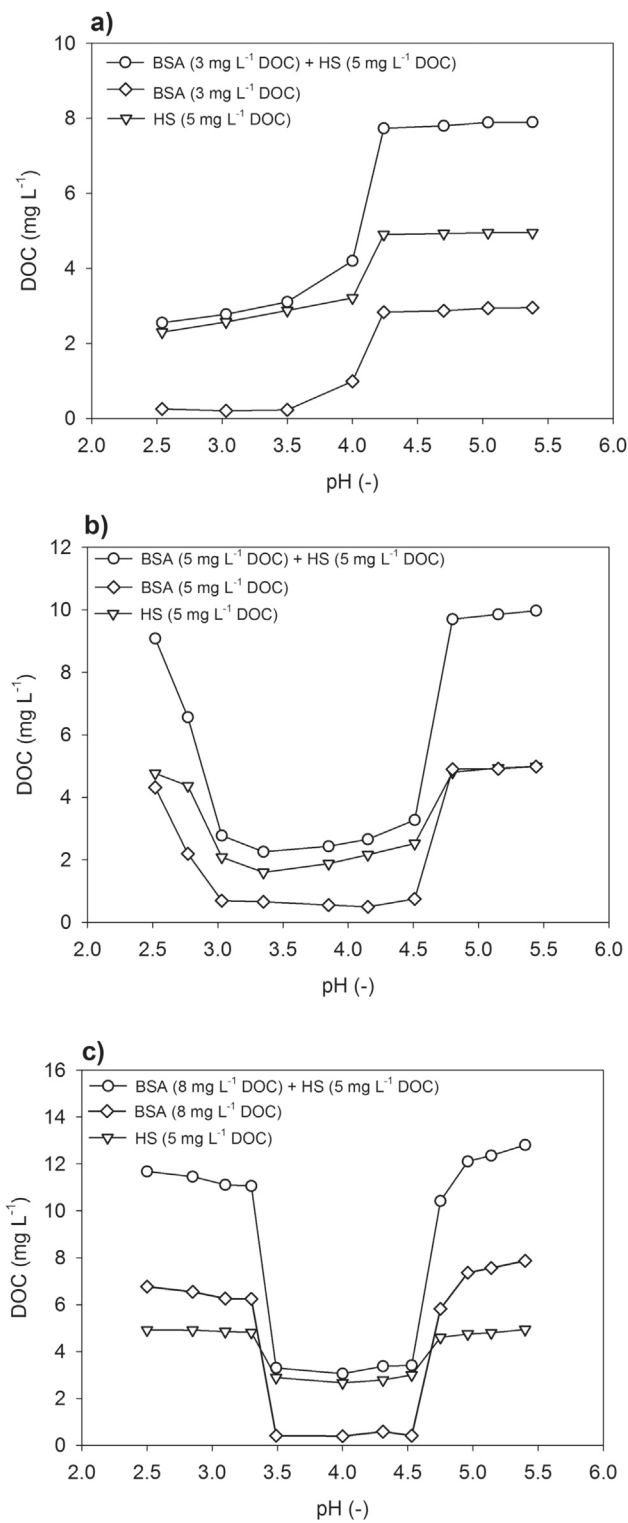 a)
10
8
6
4
2
0
DOC (mg L⁻¹)
BSA (3 mg L⁻¹ DOC) + HS (5 mg L⁻¹ DOC)
BSA (3 mg L⁻¹ DOC)
HS (5 mg L⁻¹ DOC)
2.0 2.5 3.0 3.5 4.0 4.5 5.0 5.5 6.0
pH (-)
b)
12
10
8
6
4
2
0
DOC (mg L⁻¹)
BSA (5 mg L⁻¹ DOC) + HS (5 mg L⁻¹ DOC)
BSA (5 mg L⁻¹ DOC)
HS (5 mg L⁻¹ DOC)
2.0 2.5 3.0 3.5 4.0 4.5 5.0 5.5 6.0
pH (-)
c)
16
14
12
10
8
6
4
2
0
DOC (mg L⁻¹)
BSA (8 mg L⁻¹ DOC) + HS (5 mg L⁻¹ DOC)
BSA (8 mg L⁻¹ DOC)
HS (5 mg L⁻¹ DOC)
2.0 2.5 3.0 3.5 4.0 4.5 5.0 5.5 6.0
pH (-)